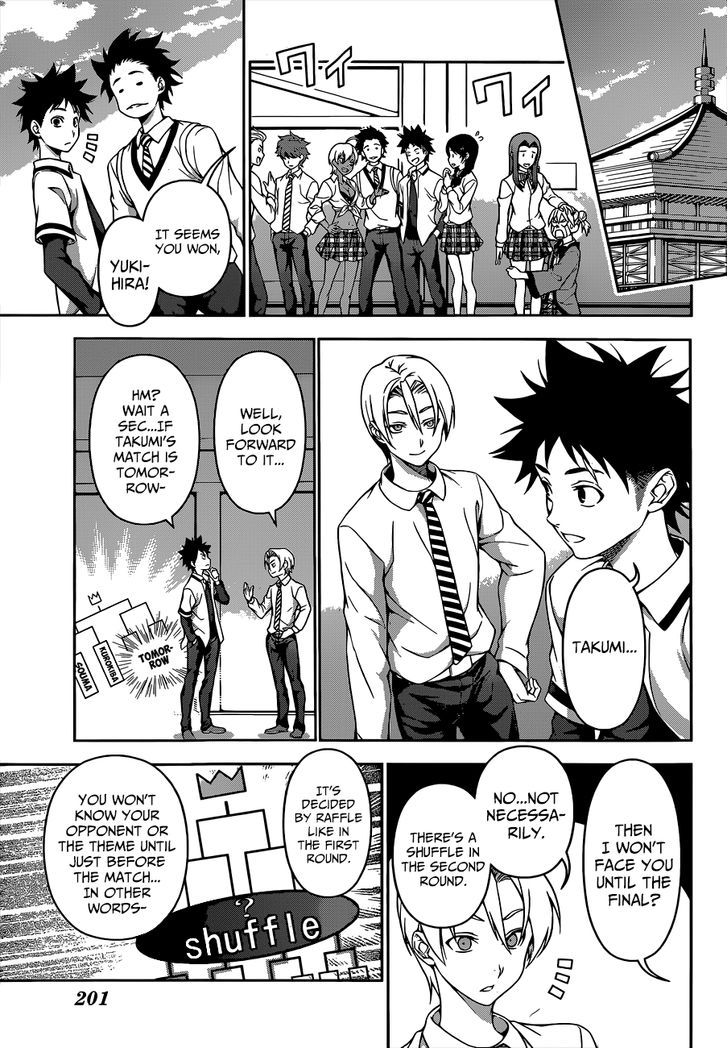 ワイ
ワイ
IT SEEMS
YOU WON,
YUKI-
HIRA!
TAKUMI...
WELL,
LOOK
FORWARD
TO IT...
HM?
WAIT A
SEC...IF
TAKUMI'S
MATCH IS
TOMOR-
ROW-
TOMOR-
ROW
KUROKIBA
SOUMA
THEN
I WON'T
FACE YOU
UNTIL THE
FINAL?
NO...NOT
NECESSA-
RILY.
THERE'S A
SHUFFLE IN
THE SECOND
ROUND.
IT'S
DECIDED
BY RAFFLE
LIKE IN
THE FIRST
ROUND.
YOU WON'T
KNOW YOUR
OPPONENT OR
THE THEME UNTIL
JUST BEFORE
THE MATCH...
IN OTHER
WORDS-
?
shuffle
201